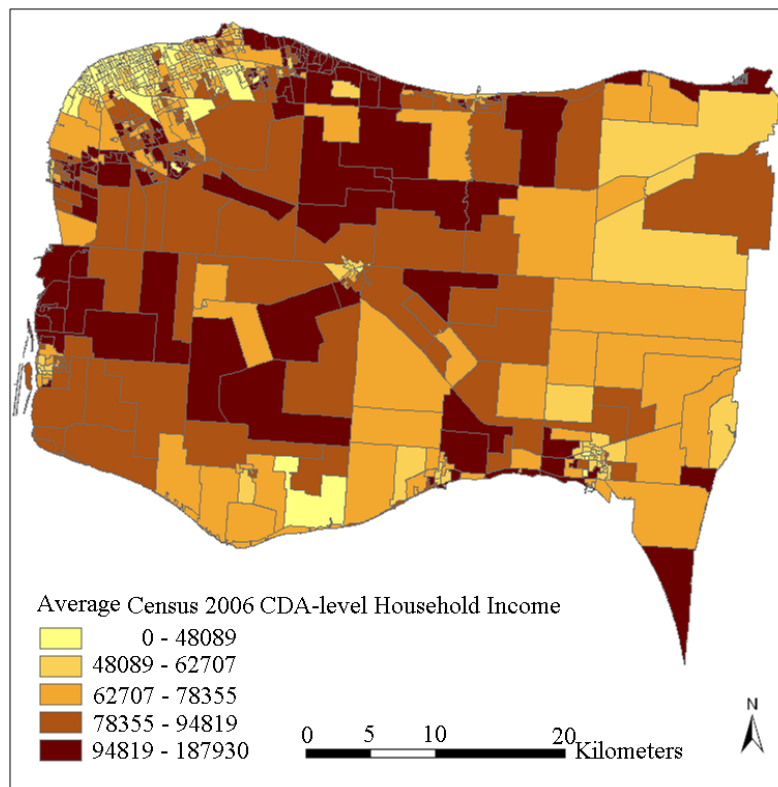 Average Census 2006 CDA-level Household Income
0 - 48089
48089 - 62707
62707 - 78355
78355 - 94819
94819 - 187930
0 5 10 20
Kilometers
N